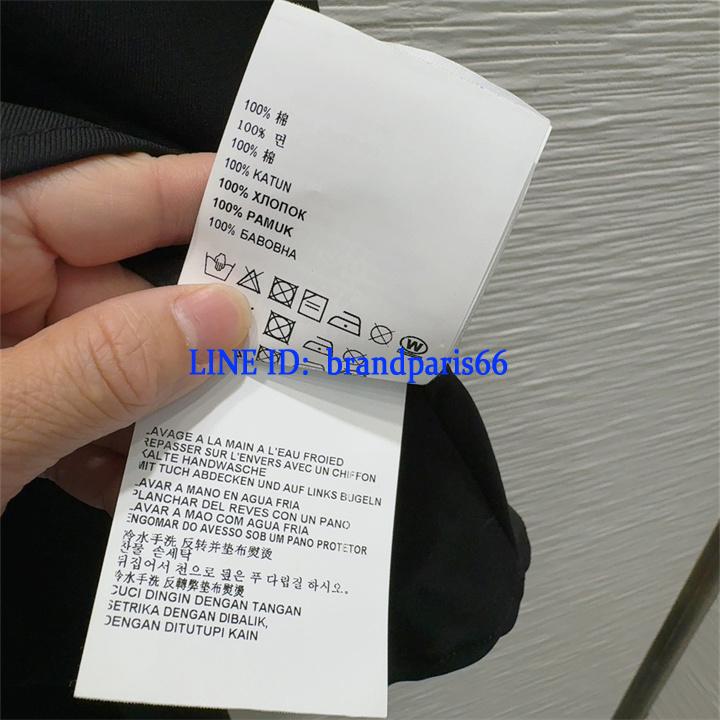 100% 棉
100% 면
100% 棉
100% KATUN
100% ХЛОПОК
100% PAMUK
100% БАВОВНА
W
LINE ID: brandparis66
LAVAGE A LA MAIN A L'EAU FROIED
REPASSER SUR L'ENVERS AVEC UN CHIFFON
KALTE HANDWASCHE
MIT TUCH ABDECKEN UND AUF LINKS BUGELN
LAVAR A MANO EN AGUA FRIA
PLANCHAR DEL REVES CON UN PANO
LAVAR A MAO COM AGUA FRIA
ENGOMAR DO AVESSO SOB UM PANO PROTETOR
冷水手洗 反转并垫布熨烫
찬물 손세탁
뒤집어서 천으로 덮은 후 다림질 하시오.
冷水手洗 反轉弊垫布熨燙
CUCI DINGIN DENGAN TANGAN
SETRIKA DENGAN DIBALIK,
DENGAN DITUTUPI KAIN